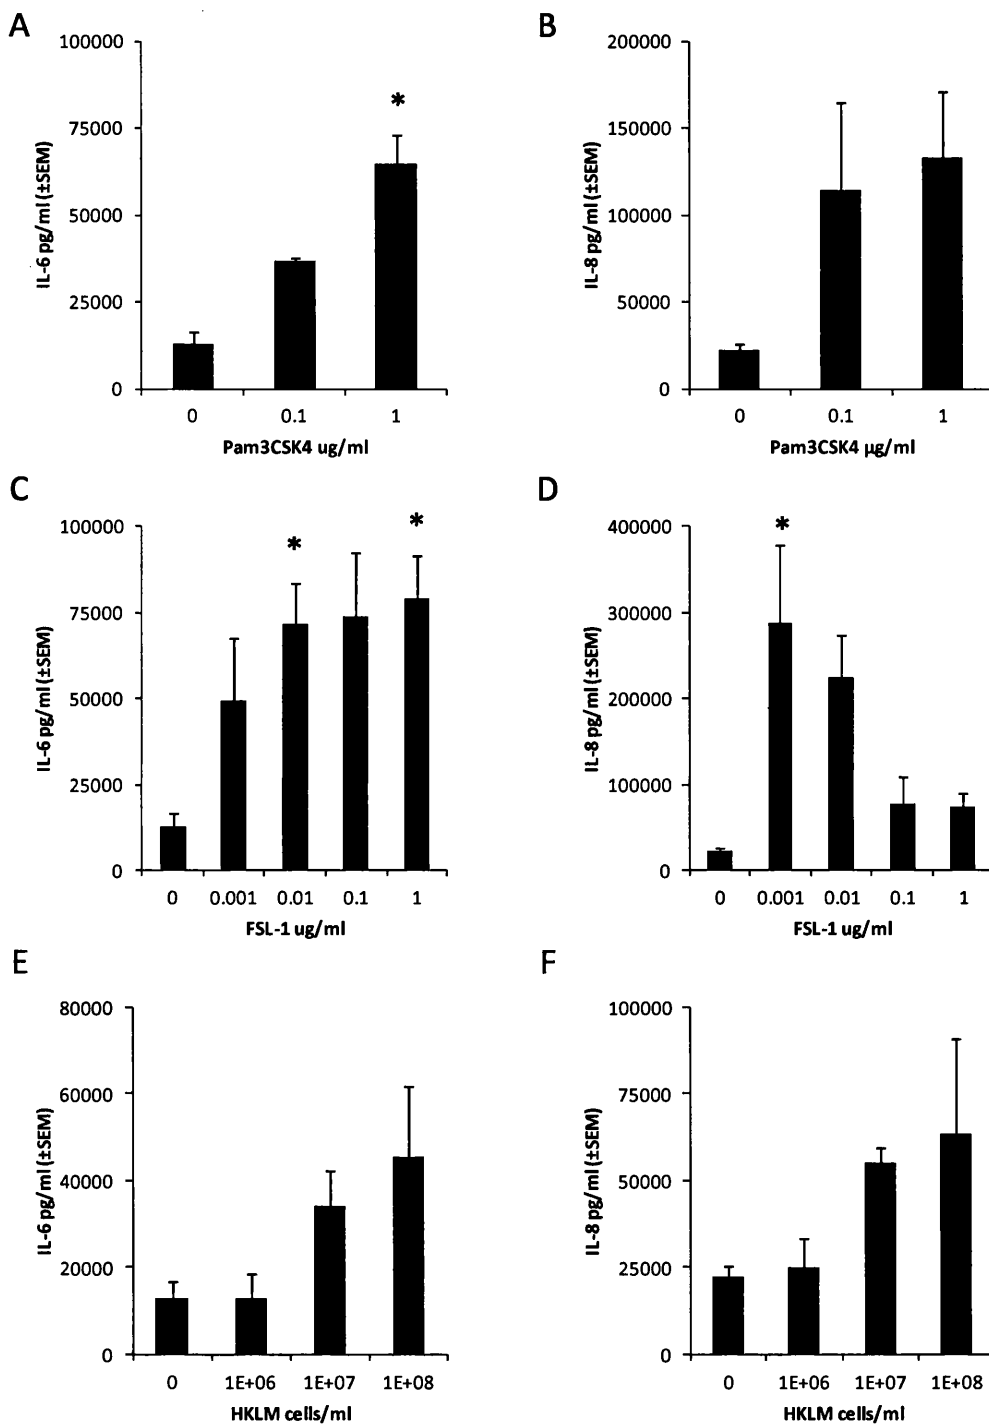 A
100000
75000
50000
25000
0
IL-6 pg/ml (±SEM)
*
0 0.1 1
Pam3CSK4 ug/ml
B
200000
150000
100000
50000
0
IL-8 pg/ml (±SEM)
0 0.1 1
Pam3CSK4 µg/ml
C
100000
75000
50000
25000
0
IL-6 pg/ml (±SEM)
* *
0 0.001 0.01 0.1 1
FSL-1 ug/ml
D
400000
300000
200000
100000
0
IL-8 pg/ml (±SEM)
*
0 0.001 0.01 0.1 1
FSL-1 ug/ml
E
80000
60000
40000
20000
0
IL-6 pg/ml (±SEM)
0 1E+06 1E+07 1E+08
HKLM cells/ml
F
100000
75000
50000
25000
0
IL-8 pg/ml (±SEM)
0 1E+06 1E+07 1E+08
HKLM cells/ml